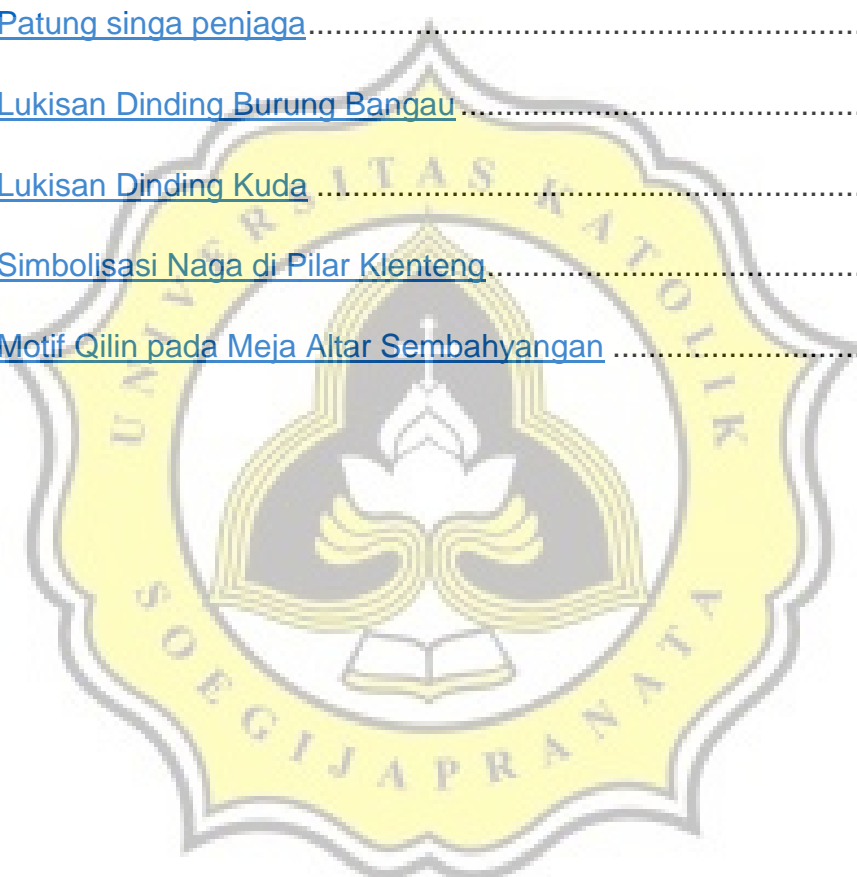 Patung singa penjaga..........................................................
Lukisan Dinding Burung Bangau..........................................
Lukisan Dinding Kuda..........................................................
Simbolisasi Naga di Pilar Klenteng.......................................
Motif Qilin pada Meja Altar Sembahyangan..........................
UNIVERSITAS KATOLIK
SOEGIJAPRANATA